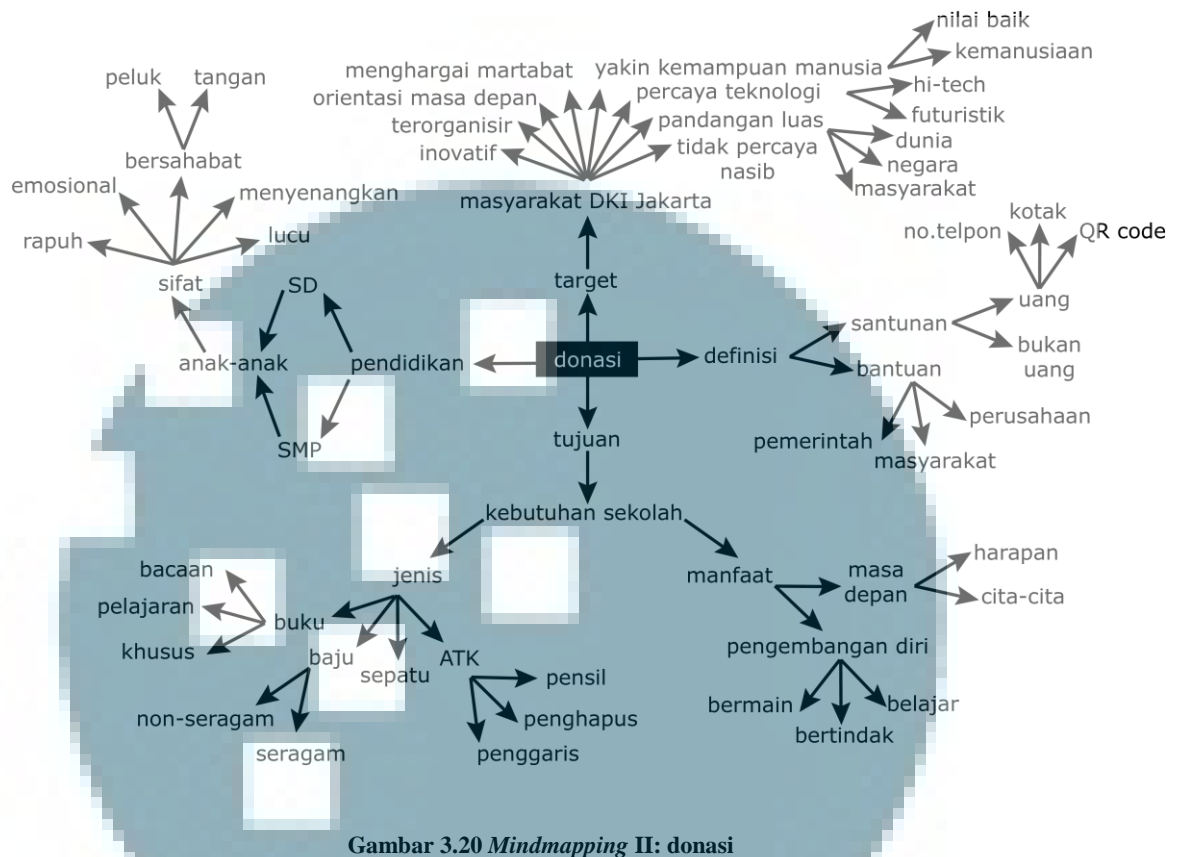 nilai baik
kemanusiaan
peluk
tangan
menghargai martabat
yakin kemampuan manusia
hi-tech
orientasi masa depan
percaya teknologi
futuristik
terorganisir
pandangan luas
dunia
inovatif
tidak percaya
nasib
negara
masyarakat
bersahabat
emosional
menyenangkan
masyarakat DKI Jakarta
rapuh
lucu
kotak
no.telpon
QR code
sifat
SD
target
uang
santunan
anak-anak
pendidikan
donasi
definisi
bukan
uang
bantuan
perusahaan
SMP
tujuan
pemerintah
masyarakat
kebutuhan sekolah
bacaan
jenis
manfaat
masa
depan
harapan
cita-cita
pelajaran
buku
khusus
baju
sepatu
ATK
pengembangan diri
pensil
non-seragam
penghapus
bermain
belajar
bertindak
seragam
penggaris
Gambar 3.20 Mindmapping II: donasi